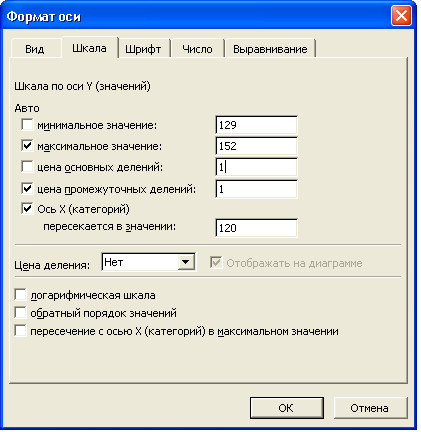 Формат оси
Вид Шкала Шрифт Число Выравнивание
Шкала по оси Y (значений)
Авто
минимальное значение: 129
максимальное значение: 152
цена основных делений: 1
цена промежуточных делений: 1
Ось X (категорий)
пересекается в значении: 120
Цена деления: Нет Отображать на диаграмме
логарифмическая шкала
обратный порядок значений
пересечение с осью X (категорий) в максимальном значении
ОК Отмена